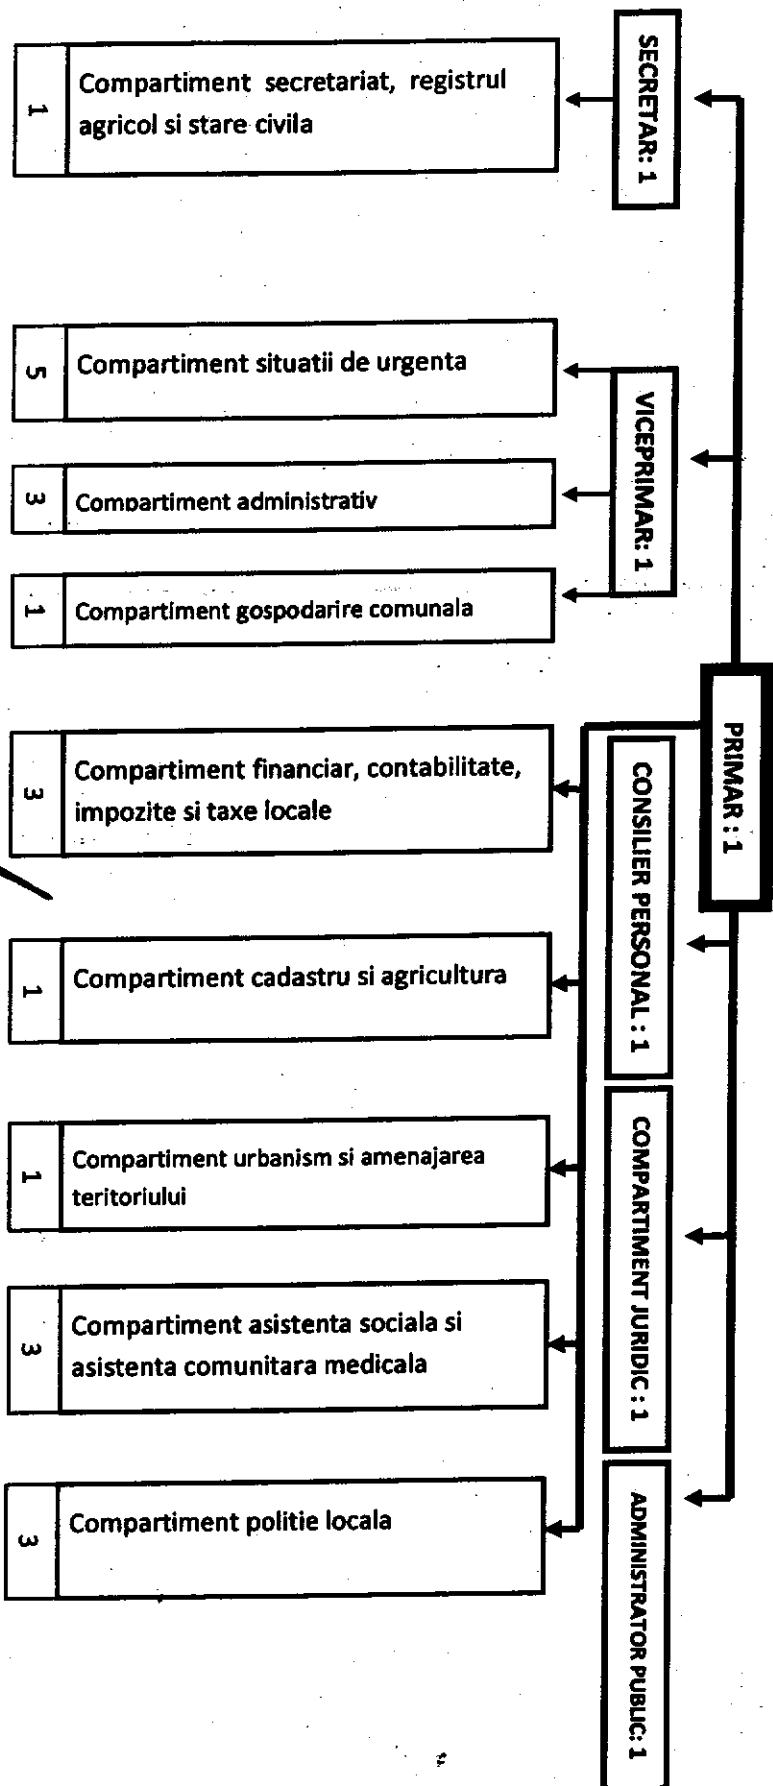 PRIMAR : 1
SECRETAR: 1
VICEPRIMAR: 1
CONSILIER PERSONAL : 1
COMPARTIMENT JURIDIC : 1
ADMINISTRATOR PUBLIC: 1
Compartiment secretariat, registrul
agricol si stare civila
1
Compartiment situatii de urgenta
5
Compartiment administrativ
3
Compartiment gospodarire comunala
1
Compartiment financiar, contabilitate,
impozite si taxe locale
3
Compartiment cadastru si agricultura
1
Compartiment urbanism si amenajarea
teritoriului
1
Compartiment asistenta sociala si
asistenta comunitara medicala
3
Compartiment politie locala
3